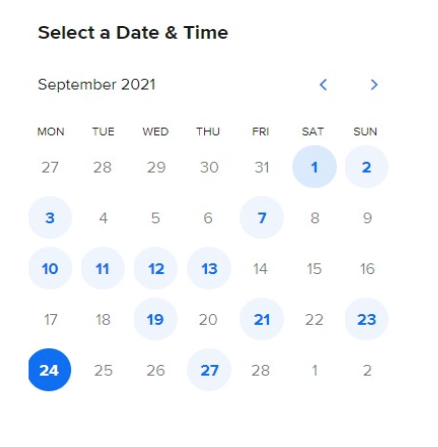 Select a Date & Time
September 2021
MON TUE WED THU FRI SAT SUN
27 28 29 30 31 1 2
3 4 5 6 7 8 9
10 11 12 13 14 15 16
17 18 19 20 21 22 23
24 25 26 27 28 1 2